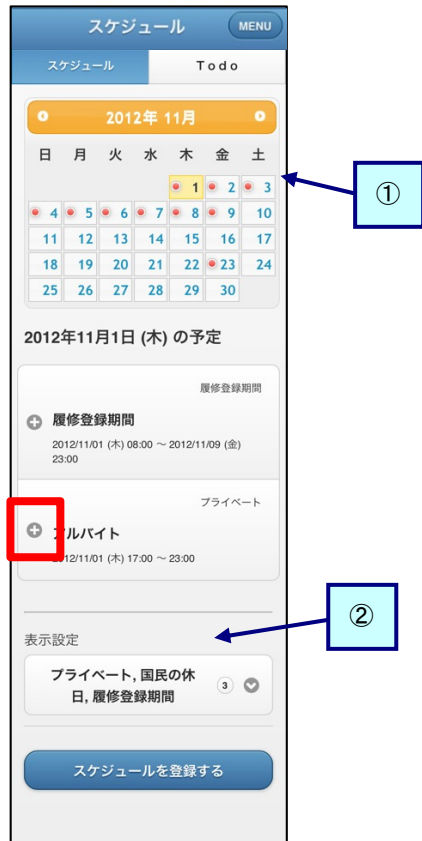 スケジュール MENU
スケジュール Todo
2012年 11月
日 月 火 水 木 金 土
1 2 3
①
4 5 6 7 8 9 10
11 12 13 14 15 16 17
18 19 20 21 22 23 24
25 26 27 28 29 30
2012年11月1日 (木) の予定
履修登録期間
履修登録期間
2012/11/01 (木) 08:00 ～ 2012/11/09 (金)
23:00
プライベート
アルバイト
2012/11/01 (木) 17:00 ～ 23:00
②
表示設定
プライベート, 国民の休
日, 履修登録期間
3
スケジュールを登録する